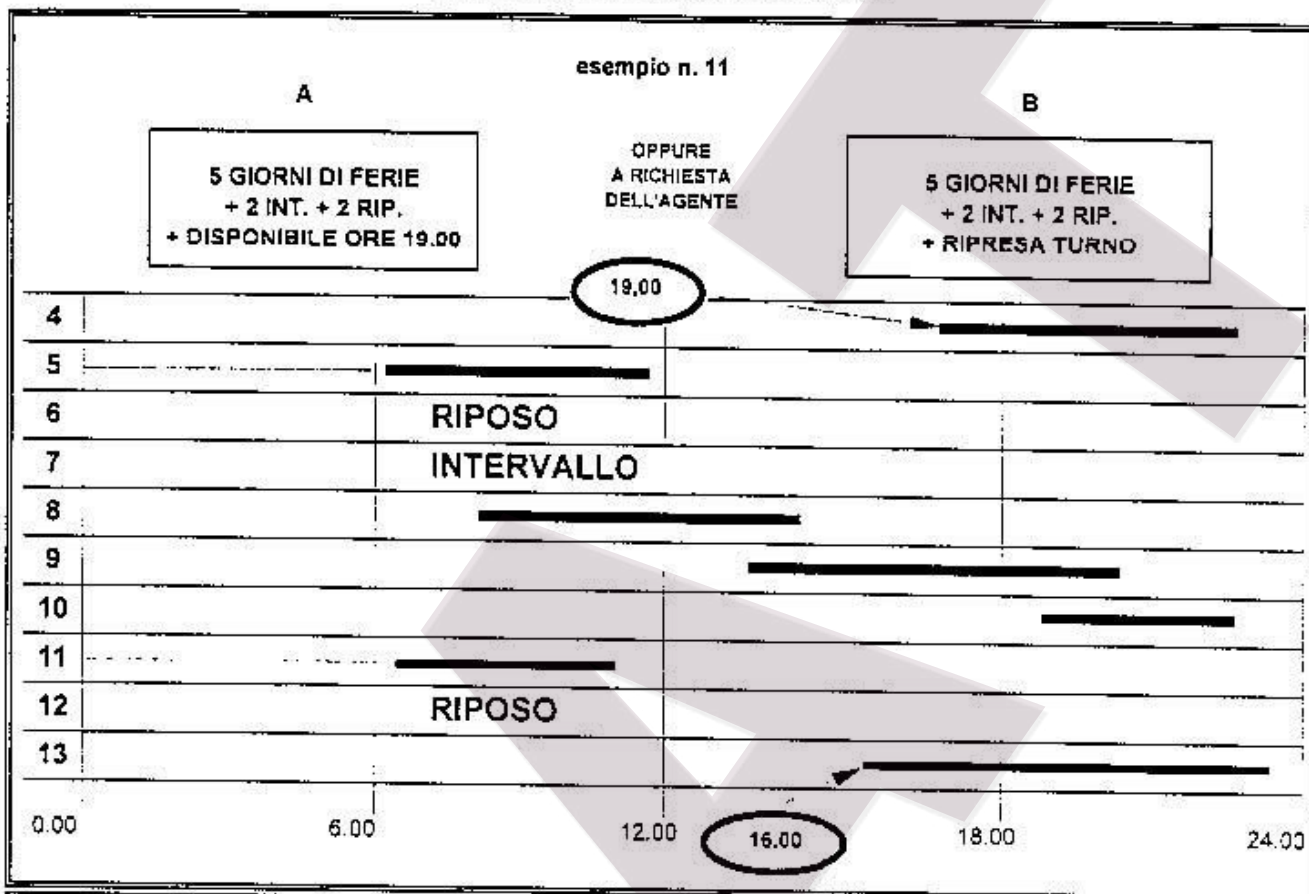 esempio n. 11
A
B
5 GIORNI DI FERIE
+ 2 INT. + 2 RIP.
+ DISPONIBILE ORE 19.00
OPPURE
A RICHIESTA
DELL'AGENTE
5 GIORNI DI FERIE
+ 2 INT. + 2 RIP.
+ RIPRESA TURNO
19,00
4
5
6 RIPOSO
7 INTERVALLO
8
9
10
11
12 RIPOSO
13
0.00 6.00 12.00 16.00 18.00 24.00